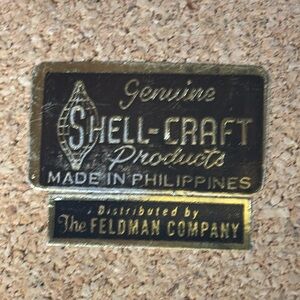 Genuine
SHELL-CRAFT
Products
MADE IN PHILIPPINES
Distributed by
The FELDMAN COMPANY